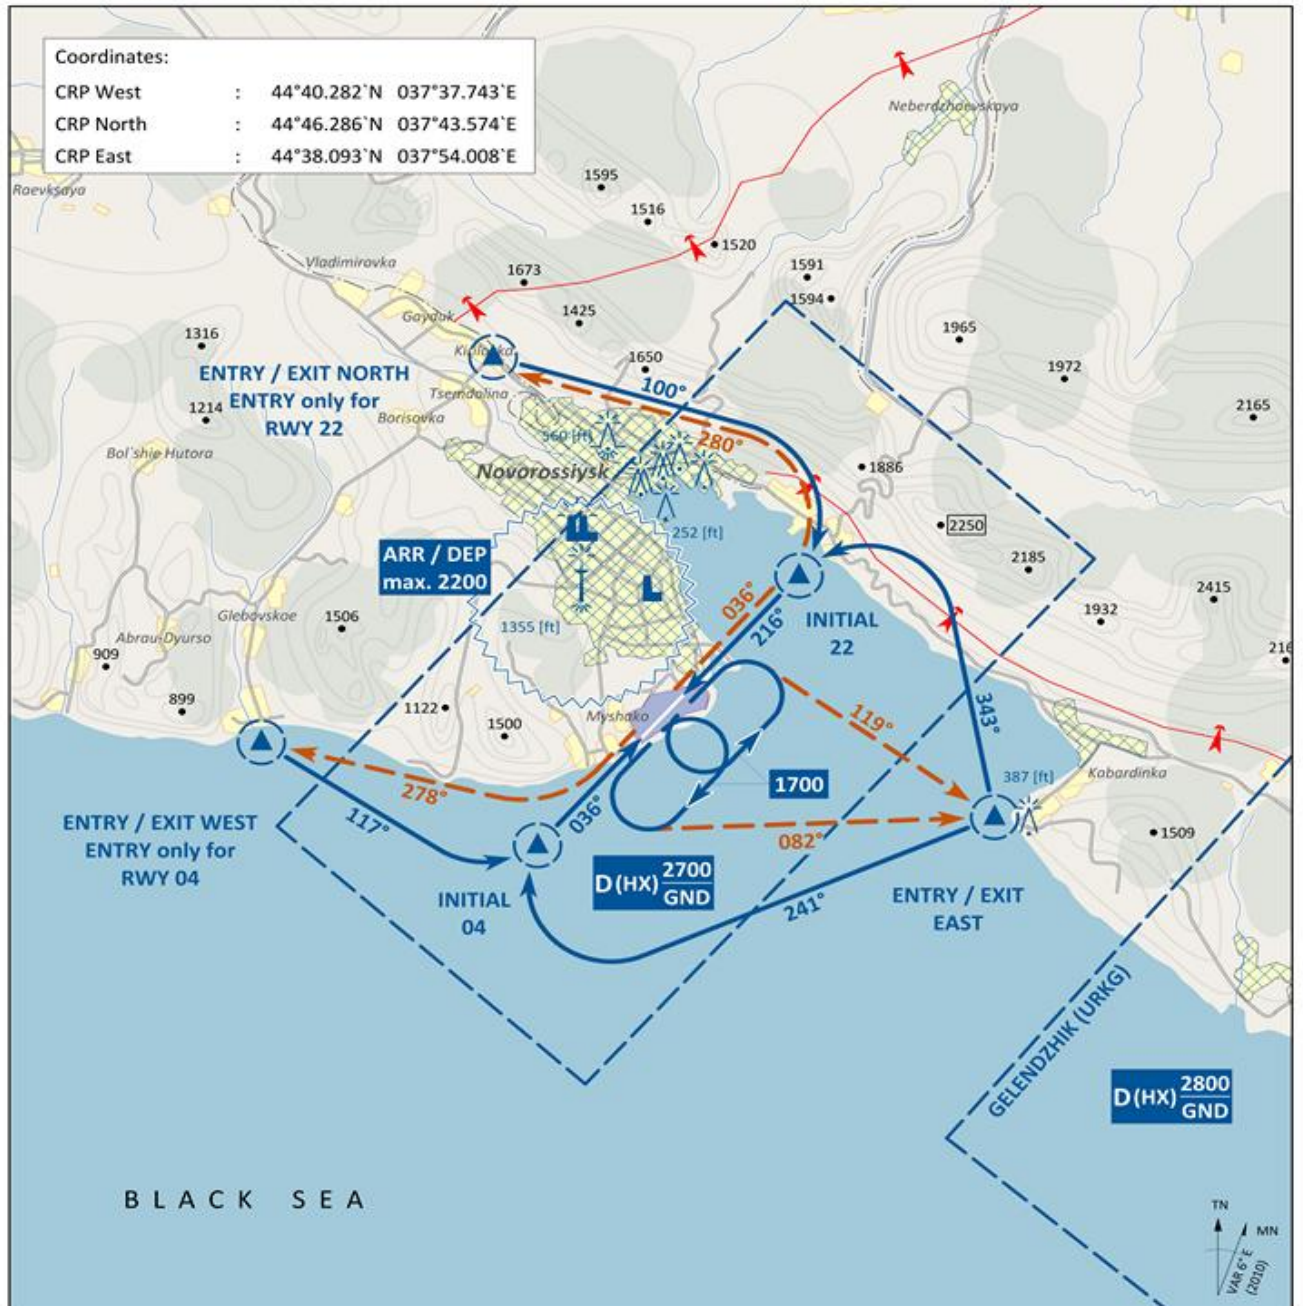 Coordinates:
CRP West : 44°40.282`N 037°37.743`E
CRP North : 44°46.286`N 037°43.574`E
CRP East : 44°38.093`N 037°54.008`E
Neberdzhaevskaya
Raevksaya
1595
1516
1520
Vladimirovka
1673
1591
1594
Gayduk
1425
1316
1965
1650
1972
ENTRY / EXIT NORTH
ENTRY only for
RWY 22
100°
Tsemdolina
1214
Borisovka
2165
280°
560 [ft]
Bol`shie Hutora
Novorossiysk
1886
252 [ft]
2250
ARR / DEP
max. 2200
2185
2415
036°
216°
INITIAL
22
1932
Glebovskoe
1506
1355 [ft]
Abrau-Dyurso
909
216
899
1122
1500
Myshako
119°
343°
387 [ft]
Kabardinka
1700
278°
117°
036°
082°
1509
ENTRY / EXIT WEST
ENTRY only for
RWY 04
D (HX) 2700
GND
INITIAL
04
241°
ENTRY / EXIT
EAST
GELENDZHIK (URKG)
D (HX) 2800
GND
BLACK SEA
TN
MN
VAR 6° E
(2010)